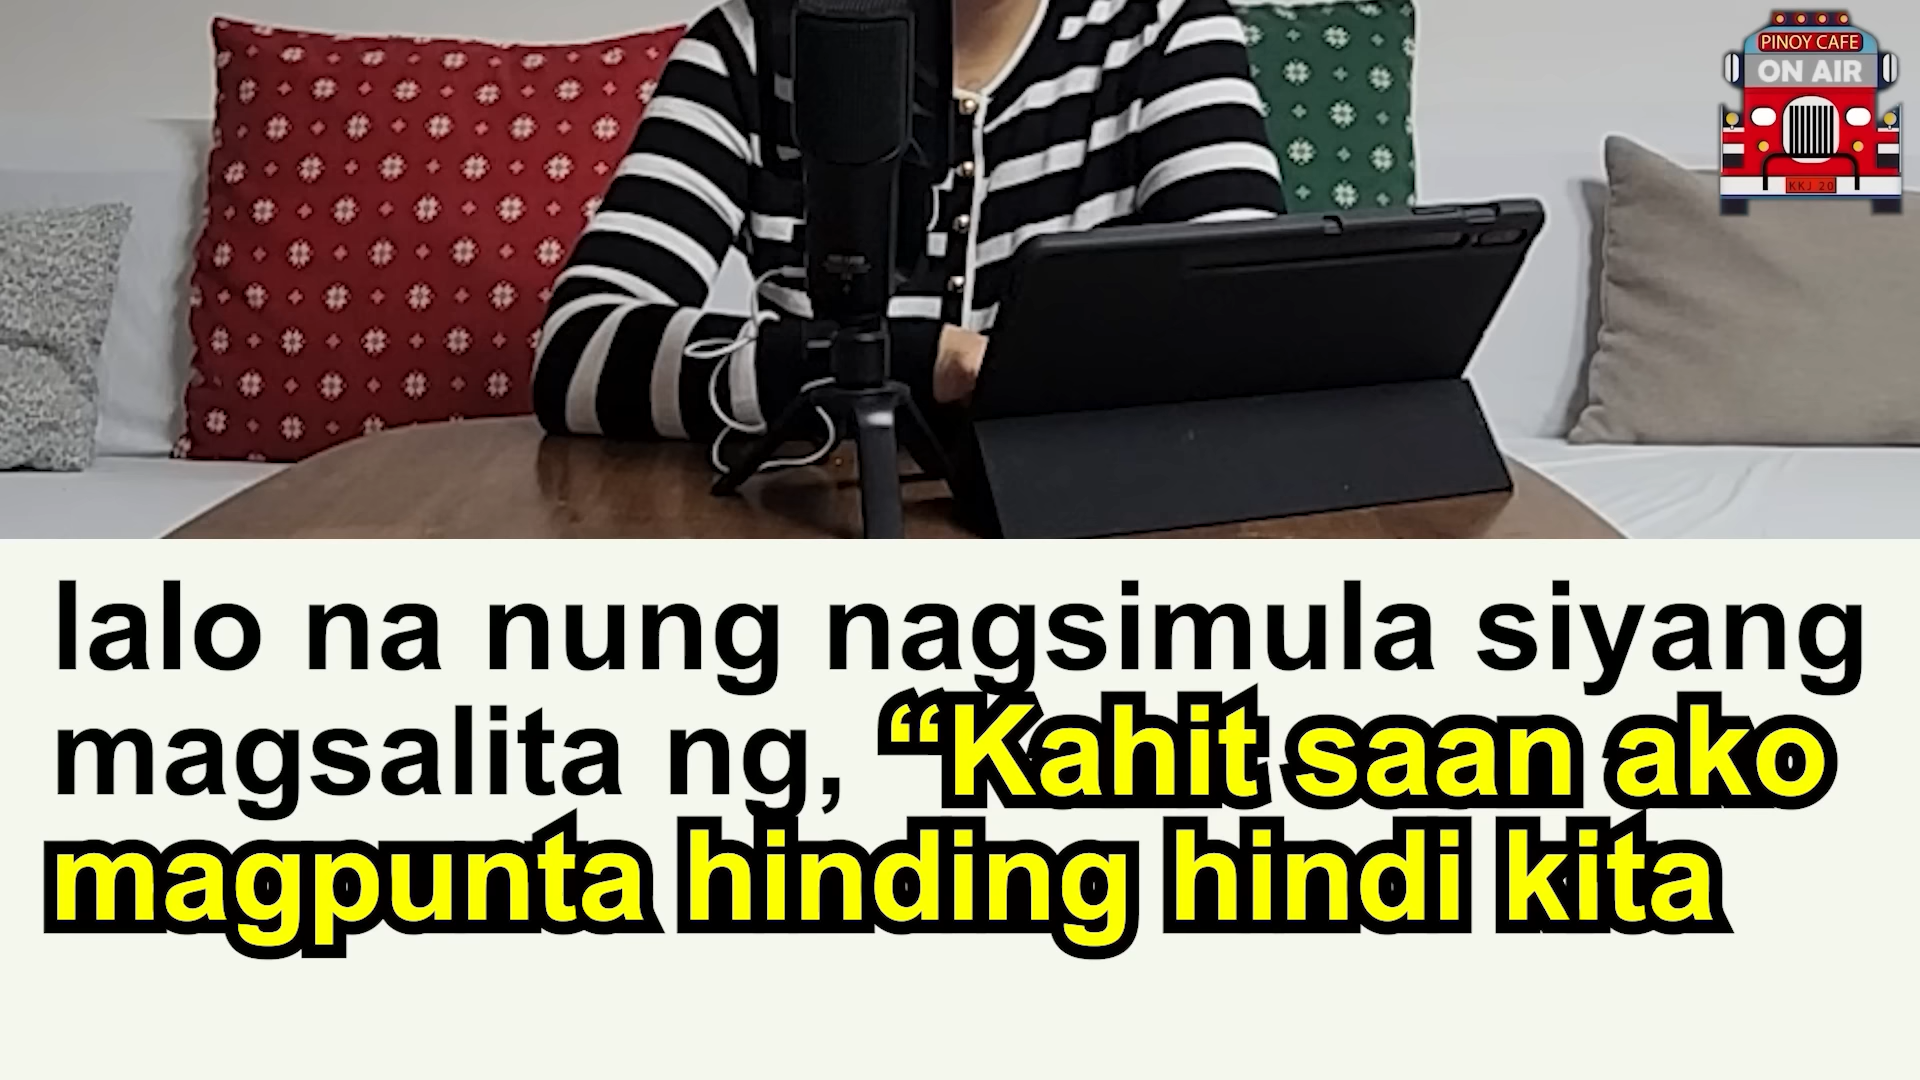 PINOY CAFE
ON AIR
KKJ 20
lalo na nung nagsimula siyang
magsalita ng, “Kahit saan ako
magpunta hinding hindi kita